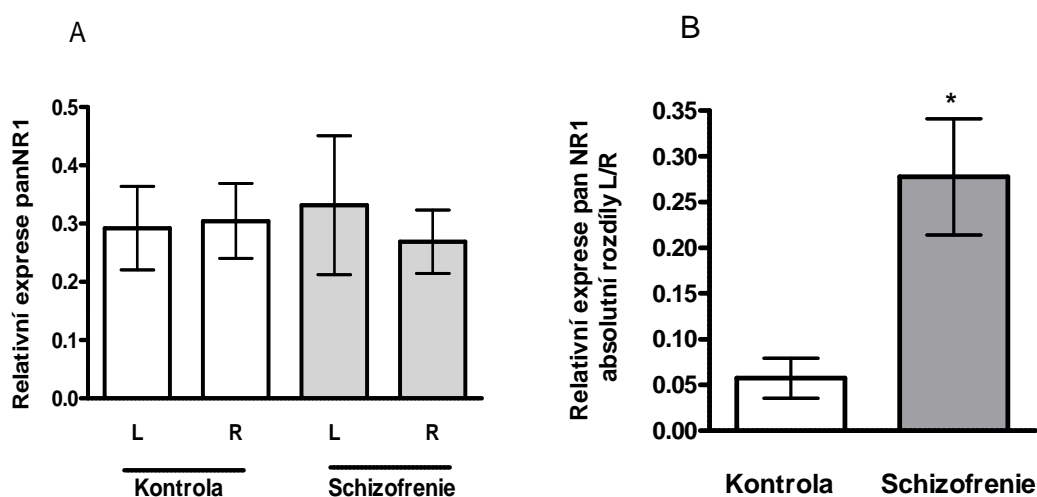 A
Relativní exprese panNR1
0.5
0.4
0.3
0.2
0.1
0.0
L R L R
Kontrola Schizofrenie
B
Relativní exprese pan NR1
absolutní rozdíly L/R
0.35
0.30
0.25
0.20
0.15
0.10
0.05
0.00
*
Kontrola Schizofrenie